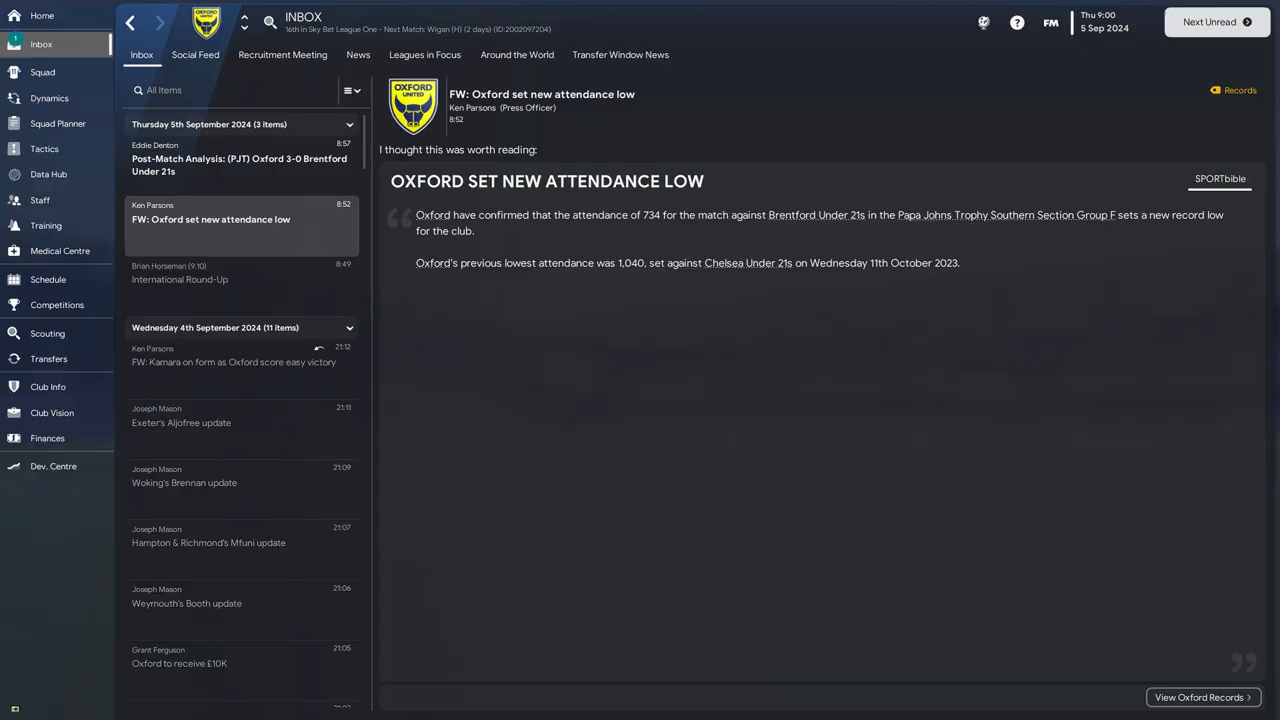 Home
1
Inbox
Squad
Dynamics
Squad Planner
Tactics
Data Hub
Staff
Training
Medical Centre
Schedule
Competitions
Scouting
Transfers
Club Info
Club Vision
Finances
Dev. Centre
INBOX
16th in Sky Bet League One - Next Match: Wigan (H) (2 days) (ID:2002097204)
?
FM
Thu 9:00
5 Sep 2024
Next Unread
Inbox
Social Feed
Recruitment Meeting
News
Leagues in Focus
Around the World
Transfer Window News
All Items
Thursday 5th September 2024 (3 items)
Eddie Denton 8:57
Post-Match Analysis: (PJT) Oxford 3-0 Brentford
Under 21s
Ken Parsons 8:52
FW: Oxford set new attendance low
Brian Horseman (9.10) 8:49
International Round-Up
Wednesday 4th September 2024 (11 items)
Ken Parsons 21:12
FW: Kamara on form as Oxford score easy victory
Joseph Mason 21:11
Exeter's Aljofree update
Joseph Mason 21:09
Woking's Brennan update
Joseph Mason 21:07
Hampton & Richmond's Mfuni update
Joseph Mason 21:06
Weymouth's Booth update
Grant Ferguson 21:05
Oxford to receive £10K
OXFORD
UNITED
FW: Oxford set new attendance low
Ken Parsons (Press Officer)
8:52
Records
I thought this was worth reading:
OXFORD SET NEW ATTENDANCE LOW
SPORTbible
Oxford have confirmed that the attendance of 734 for the match against Brentford Under 21s in the Papa Johns Trophy Southern Section Group F sets a new record low
for the club.
Oxford's previous lowest attendance was 1,040, set against Chelsea Under 21s on Wednesday 11th October 2023.
View Oxford Records